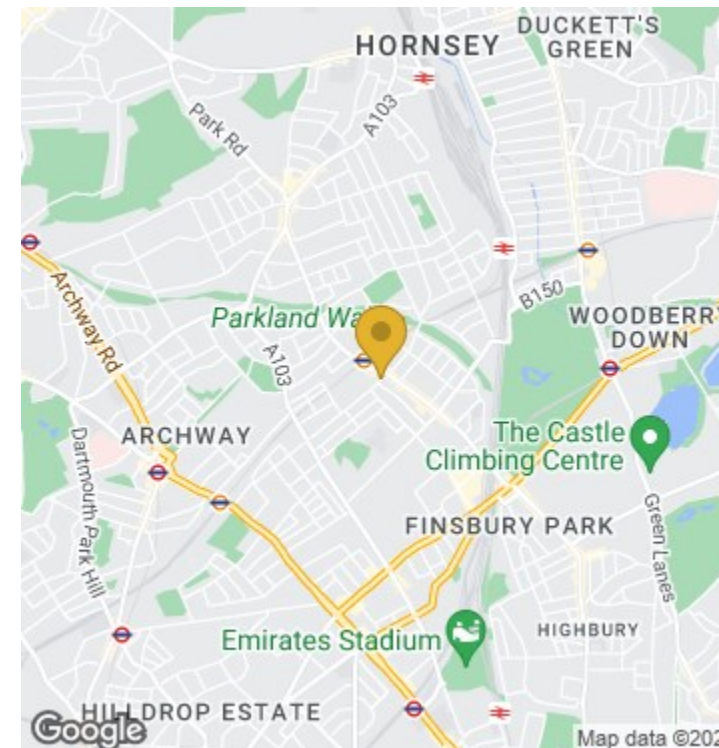 DUCKETT'S
GREEN
HORNSEY
A103
Park Rd
B150
Archway Rd
Parkland Wa
WOODBERRY
DOWN
A103
ARCHWAY
The Castle
Climbing Centre
Dartmouth Park
Hill
FINSBURY PARK
Green Lanes
Emirates Stadium
HIGHBURY
HILLDROP ESTATE
Google
Map data ©202